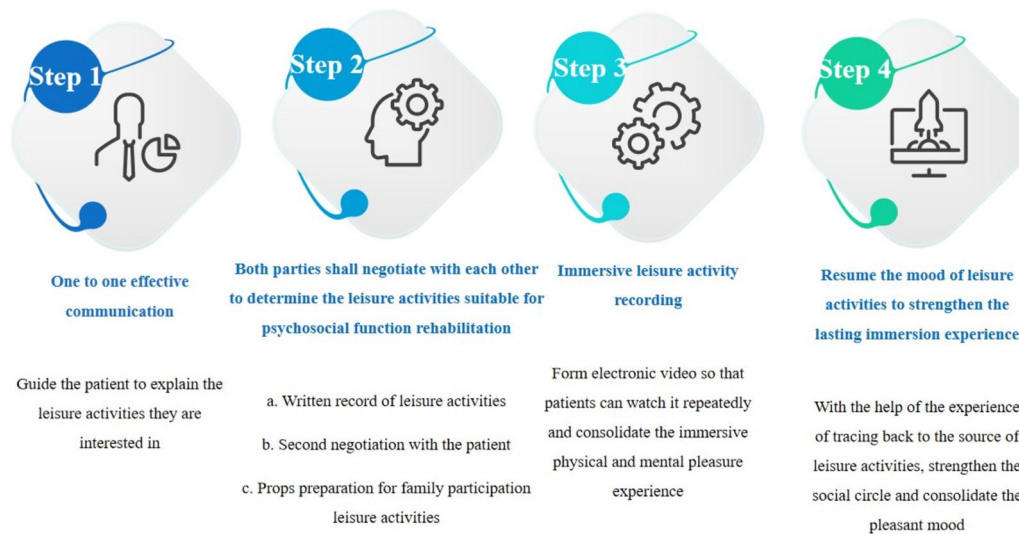 Step 1
One to one effective
communication
Guide the patient to explain the
leisure activities they are
interested in
Step 2
Both parties shall negotiate with each other
to determine the leisure activities suitable for
psychosocial function rehabilitation
a. Written record of leisure activities
b. Second negotiation with the patient
c. Props preparation for family participation
leisure activities
Step 3
Immersive leisure activity
recording
Form electronic video so that
patients can watch it repeatedly
and consolidate the immersive
physical and mental pleasure
experience
Step 4
Resume the mood of leisure
activities to strengthen the
lasting immersion experience
With the help of the experience
of tracing back to the source of
leisure activities, strengthen the
social circle and consolidate the
pleasant mood